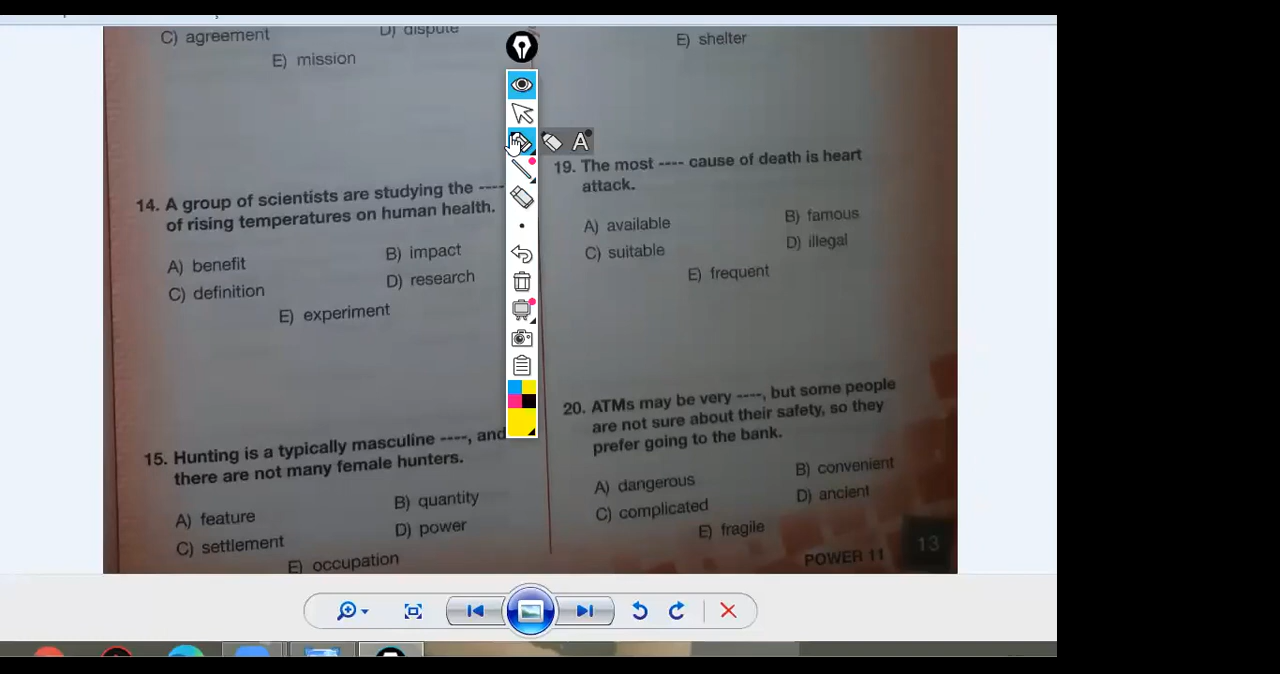 C) agreement
D) dispute
E) mission
14. A group of scientists are studying the ----
of rising temperatures on human health.
A) benefit
B) impact
C) definition
D) research
E) experiment
15. Hunting is a typically masculine ----, and
there are not many female hunters.
A) feature
B) quantity
C) settlement
D) power
E) occupation
E) shelter
19. The most ---- cause of death is heart
attack.
A) available
B) famous
C) suitable
D) illegal
E) frequent
20. ATMs may be very ----, but some people
are not sure about their safety, so they
prefer going to the bank.
A) dangerous
B) convenient
C) complicated
D) ancient
E) fragile
POWER 11
13
A